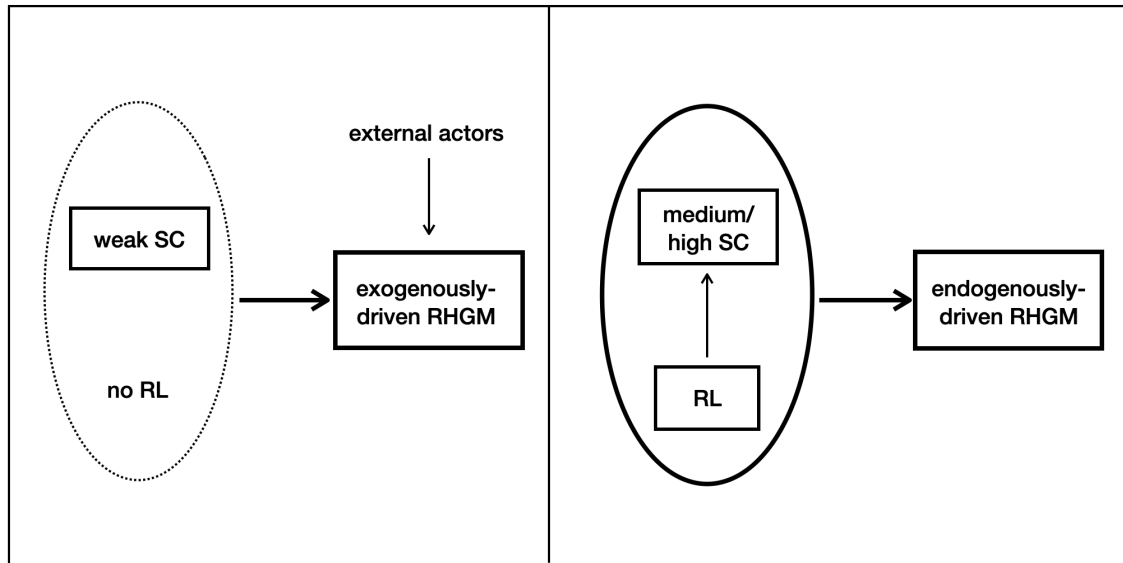 external actors
weak SC
exogenously-
driven RHGM
no RL
medium/
high SC
endogenously-
driven RHGM
RL